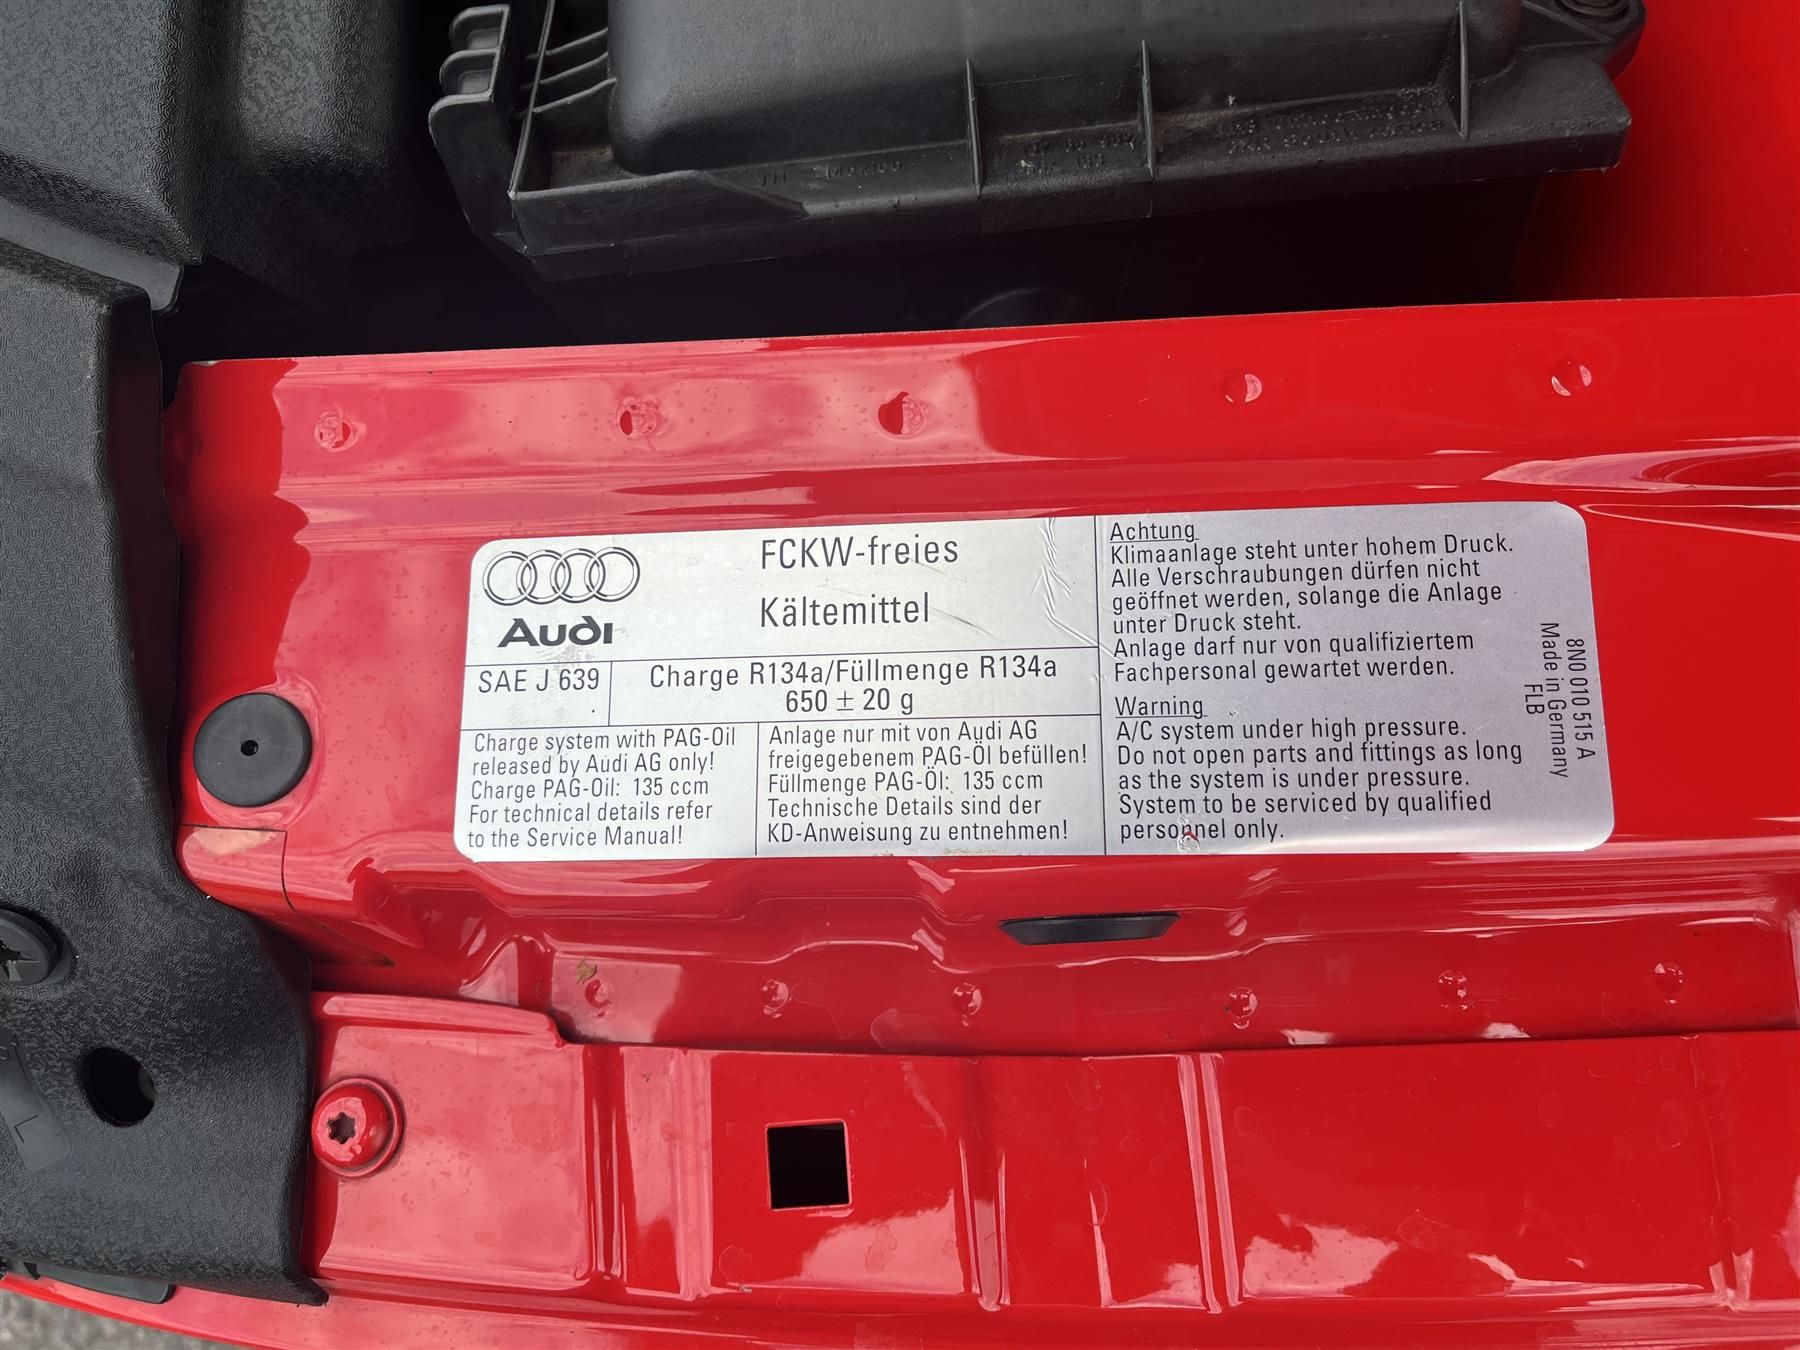 Mexico
South Africa
Audi
FCKW-freies
Kältemittel
SAE J 639
Charge R134a/Füllmenge R134a
650 ± 20 g
Charge system with PAG-Oil
released by Audi AG only!
Charge PAG-Oil: 135 ccm
For technical details refer
to the Service Manual!
Anlage nur mit von Audi AG
freigegebenem PAG-Öl befüllen!
Füllmenge PAG-Öl: 135 ccm
Technische Details sind der
KD-Anweisung zu entnehmen!
Achtung
Klimaanlage steht unter hohem Druck.
Alle Verschraubungen dürfen nicht
geöffnet werden, solange die Anlage
unter Druck steht.
Anlage darf nur von qualifiziertem
Fachpersonal gewartet werden.
Warning
A/C system under high pressure.
Do not open parts and fittings as long
as the system is under pressure.
System to be serviced by qualified
personnel only.
8N0 010 515 A
Made in Germany
FLB